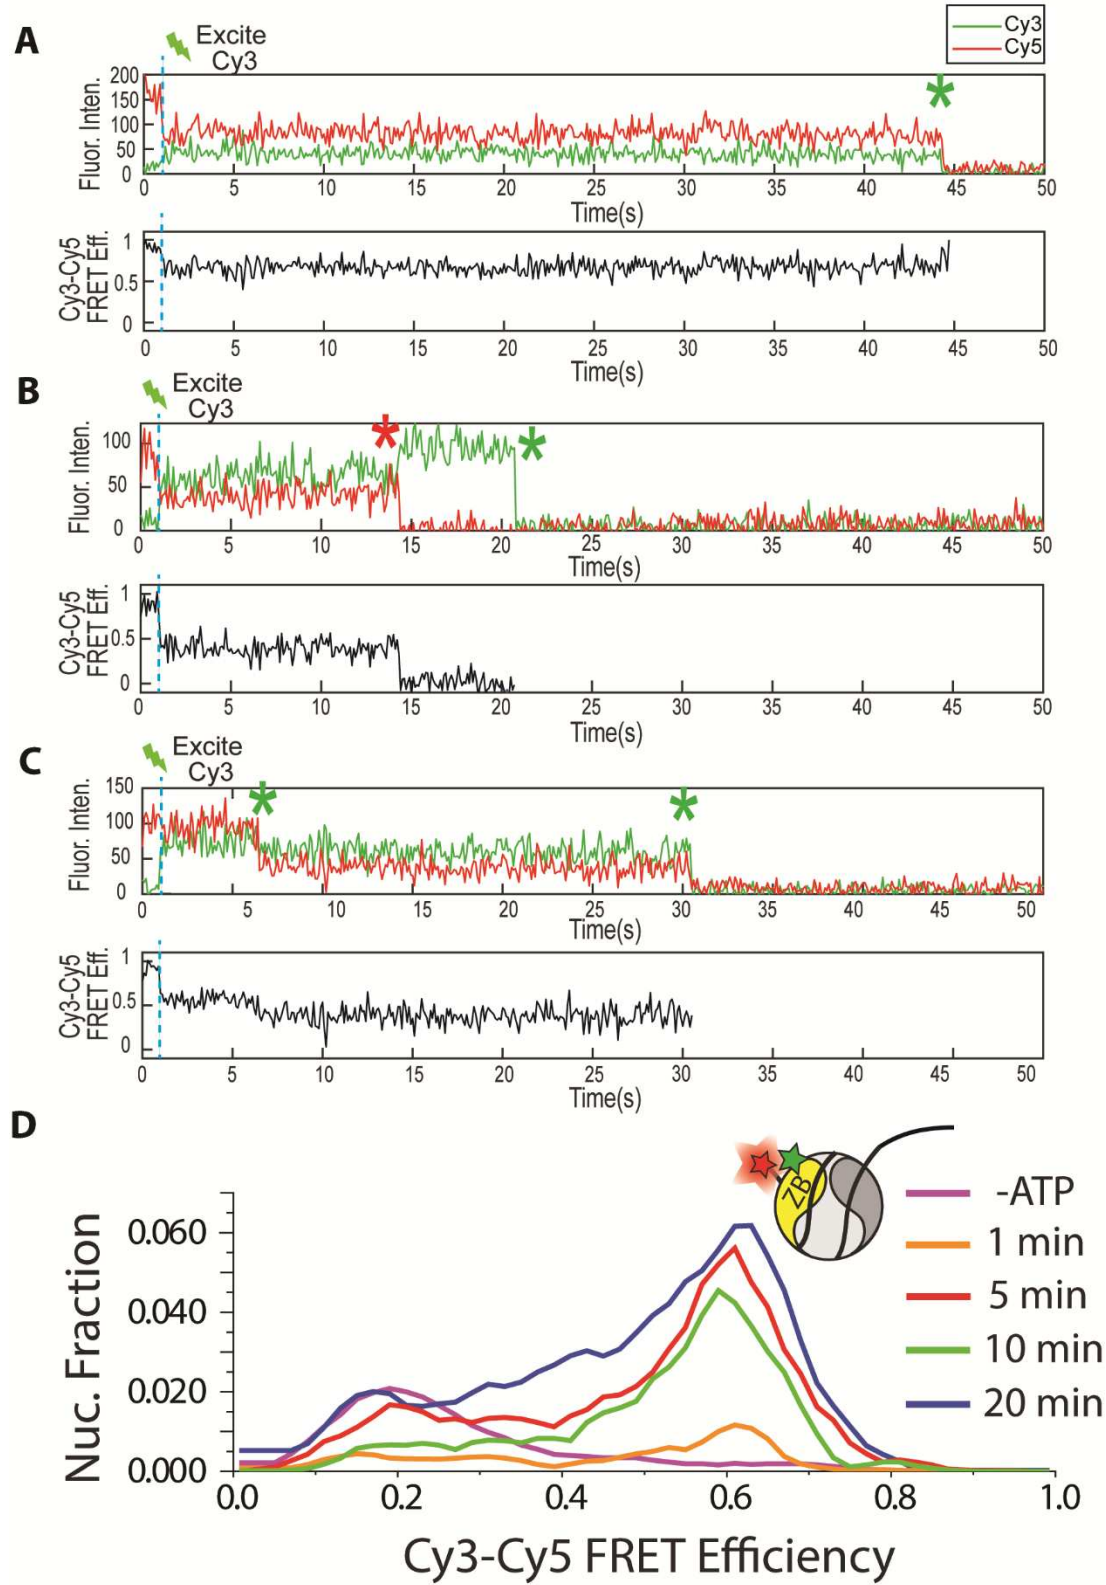 A
Excite
Cy3
Cy3
Cy5
Fluor. Inten.
200
150
100
50
0
0 5 10 15 20 25 30 35 40 45 50
Time(s)
Cy3-Cy5
FRET Eff.
1
0.5
0
0 5 10 15 20 25 30 35 40 45 50
Time(s)
B
Excite
Cy3
Fluor. Inten.
100
50
0
0 5 10 15 20 25 30 35 40 45 50
Time(s)
Cy3-Cy5
FRET Eff.
1
0.5
0
0 5 10 15 20 25 30 35 40 45 50
Time(s)
C
Excite
Cy3
Fluor. Inten.
150
100
50
0
0 5 10 15 20 25 30 35 40 45 50
Time(s)
Cy3-Cy5
FRET Eff.
1
0.5
0
0 5 10 15 20 25 30 35 40 45 50
Time(s)
D
ZB
-ATP
1 min
5 min
10 min
20 min
Nuc. Fraction
0.060
0.040
0.020
0.000
0.0 0.2 0.4 0.6 0.8 1.0
Cy3-Cy5 FRET Efficiency